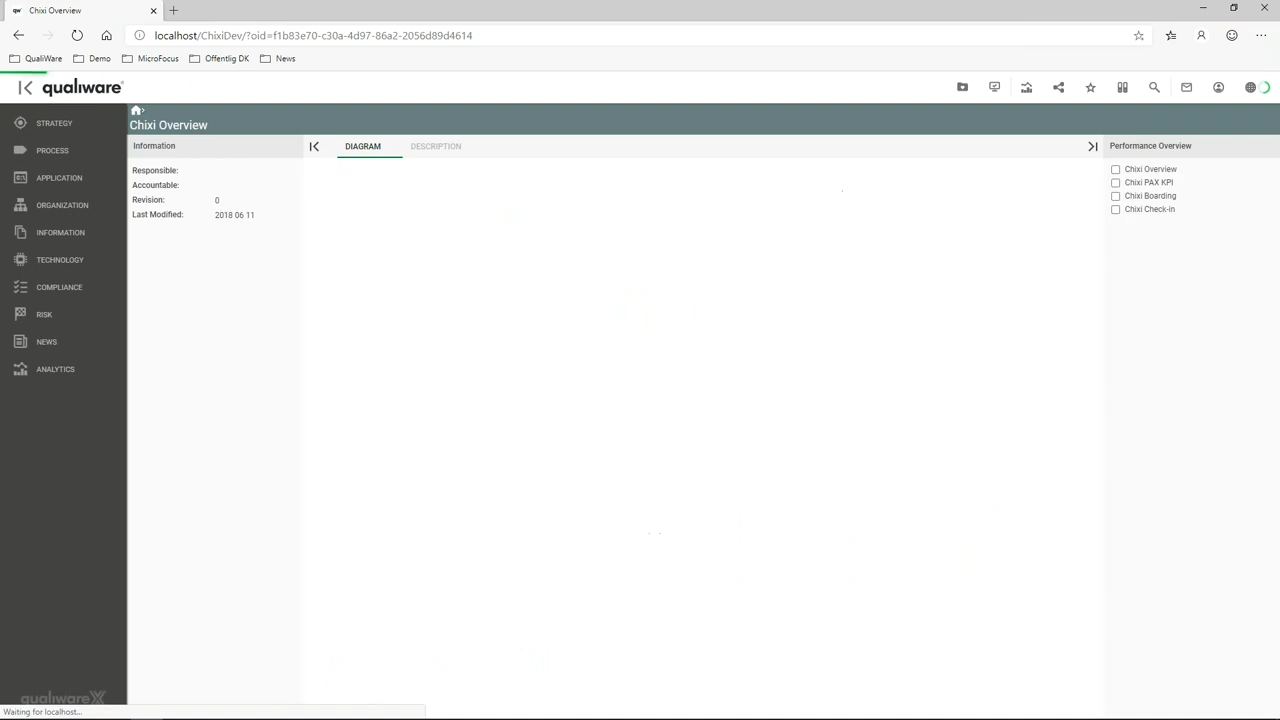 qw Chixi Overview
localhost/ChixiDev/?oid=f1b83e70-c30a-4d97-86a2-2056d89d4614
QualiWare Demo MicroFocus Offentlig DK News
qualiware
Chixi Overview
STRATEGY
PROCESS
APPLICATION
ORGANIZATION
INFORMATION
TECHNOLOGY
COMPLIANCE
RISK
NEWS
ANALYTICS
qualiwareX
Information
Responsible:
Accountable:
Revision: 0
Last Modified: 2018 06 11
DIAGRAM DESCRIPTION
Performance Overview
Chixi Overview
Chixi PAX KPI
Chixi Boarding
Chixi Check-in
Waiting for localhost...